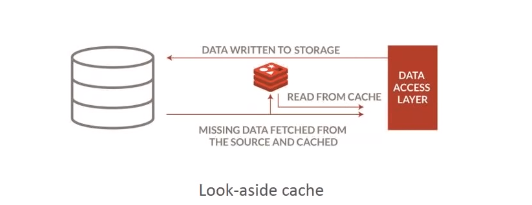 DATA WRITTEN TO STORAGE
DATA
ACCESS
LAYER
READ FROM CACHE
MISSING DATA FETCHED FROM
THE SOURCE AND CACHED
Look-aside cache